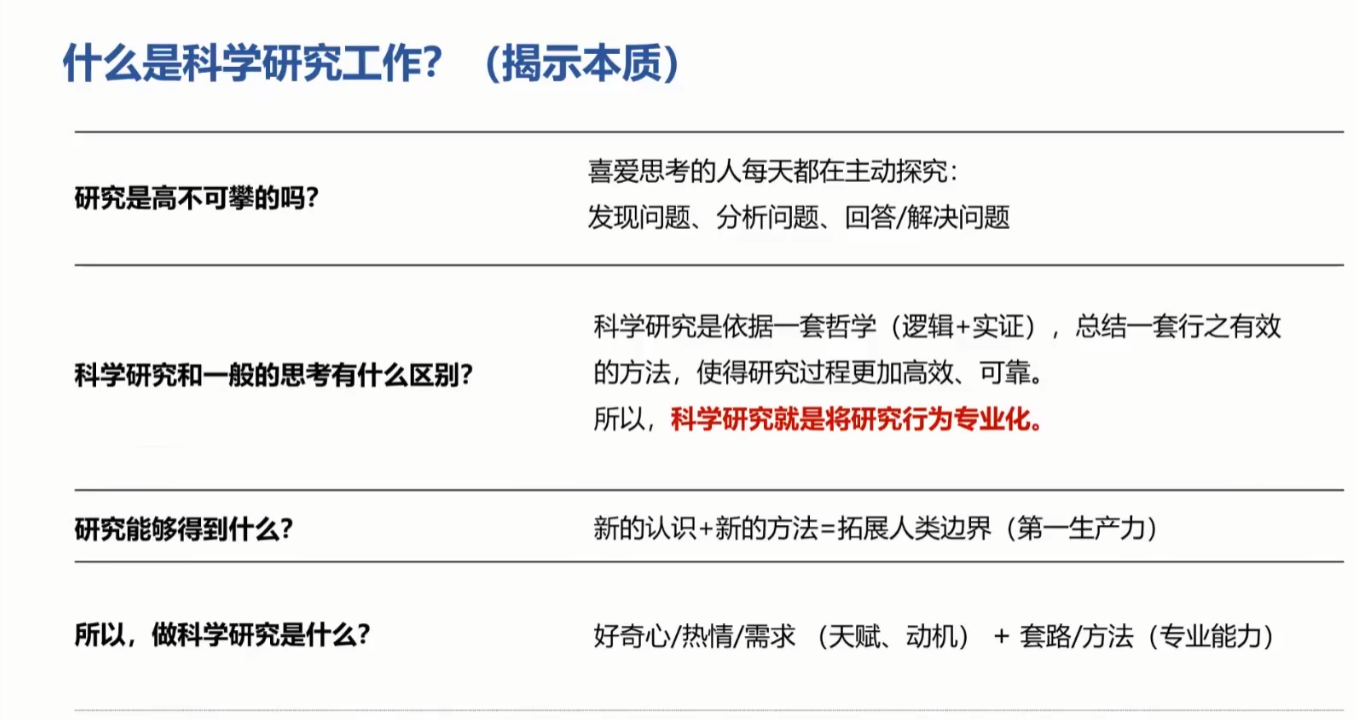 什么是科学研究工作？（揭示本质）
研究是高不可攀的吗？
喜爱思考的人每天都在主动探究：
发现问题、分析问题、回答/解决问题
科学研究和一般的思考有什么区别？
科学研究是依据一套哲学（逻辑+实证），总结一套行之有效
的方法，使得研究过程更加高效、可靠。
所以，科学研究就是将研究行为专业化。
研究能够得到什么？
新的认识+新的方法=拓展人类边界（第一生产力）
所以，做科学研究是什么？
好奇心/热情/需求 （天赋、动机） + 套路/方法（专业能力）